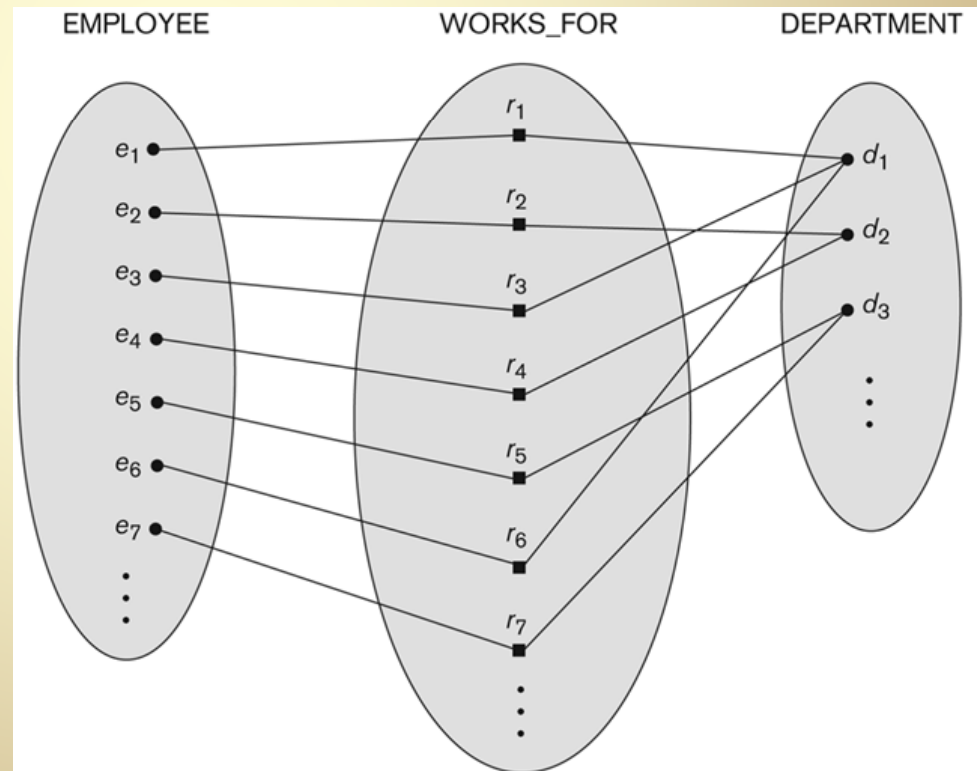 EMPLOYEE WORKS_FOR DEPARTMENT
e1
e2
e3
e4
e5
e6
e7
r1
r2
r3
r4
r5
r6
r7
d1
d2
d3